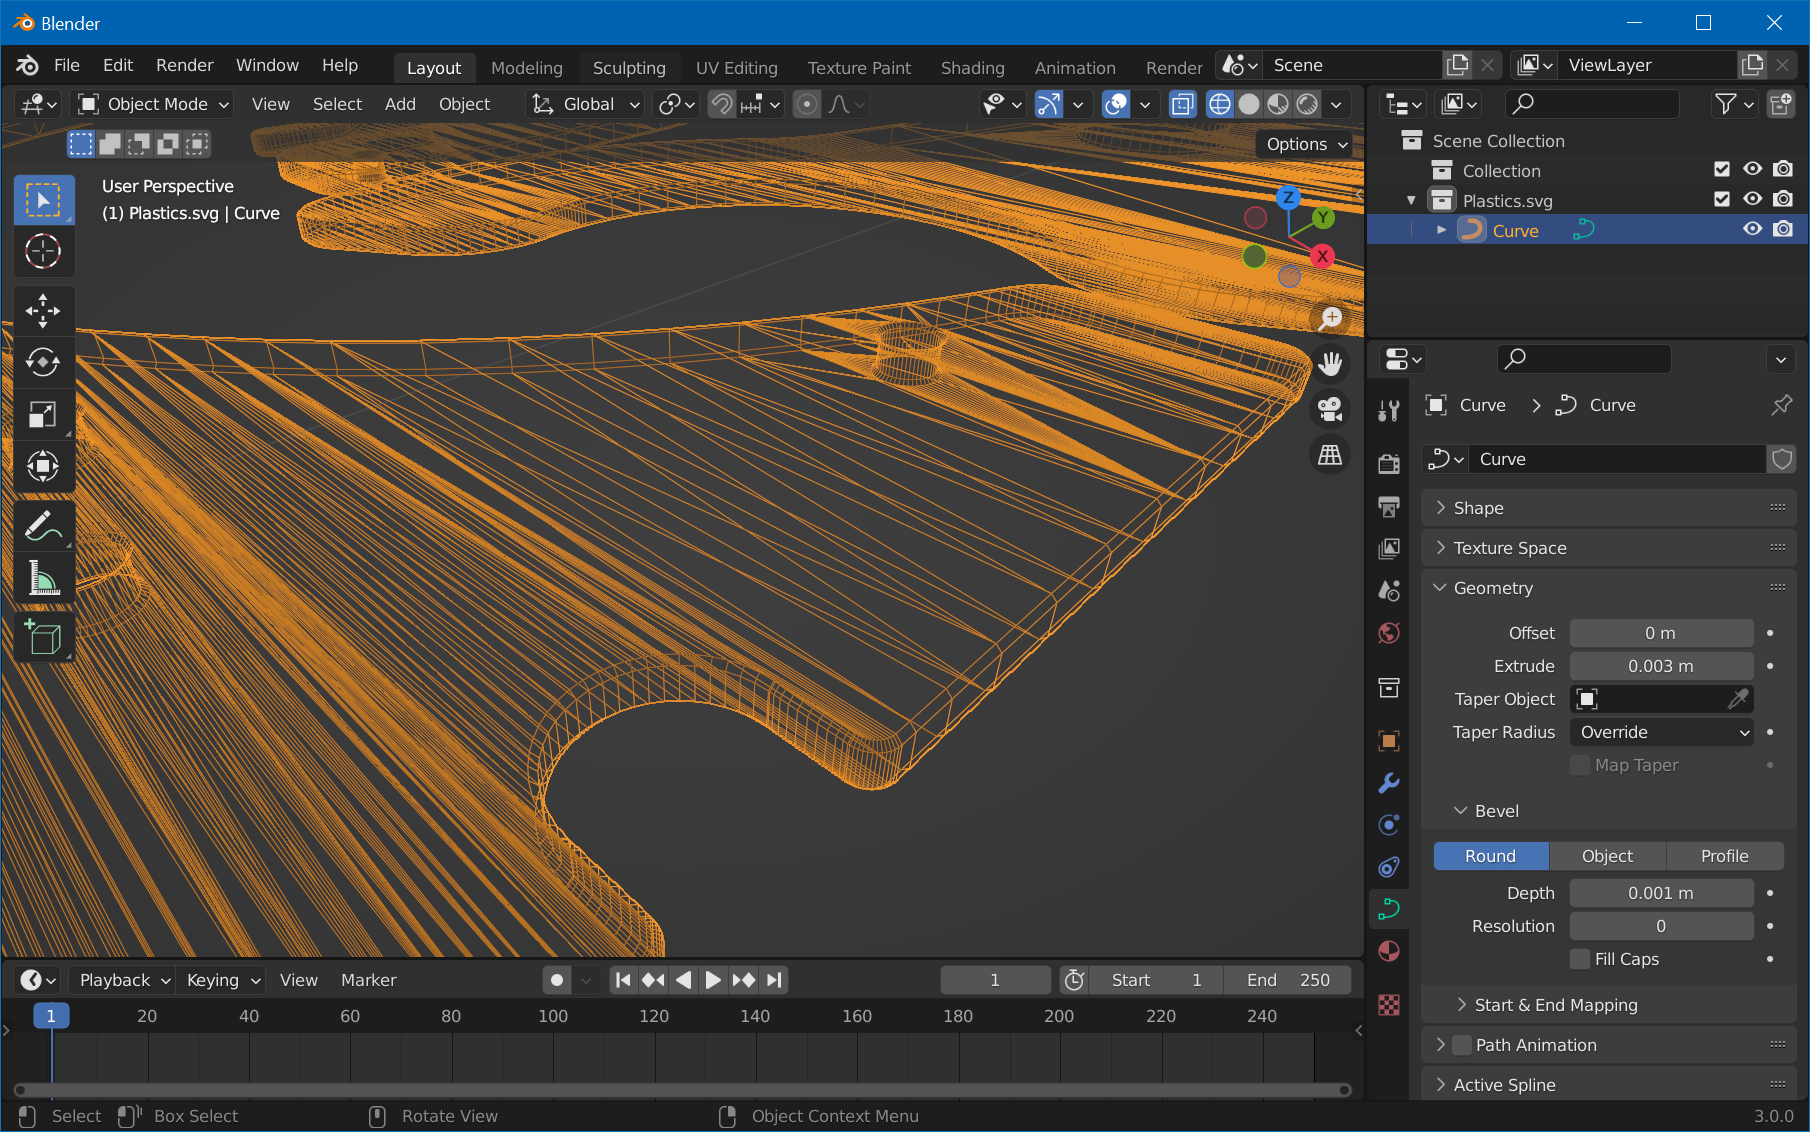 Blender
File Edit Render Window Help Layout Modeling Sculpting UV Editing Texture Paint Shading Animation Render Scene ViewLayer
Object Mode View Select Add Object Global
Options
User Perspective
(1) Plastics.svg | Curve
Z
Y
X
Scene Collection
Collection
Plastics.svg
Curve
Curve Curve
Curve
Shape
Texture Space
Geometry
Offset 0 m
Extrude 0.003 m
Taper Object
Taper Radius Override
Map Taper
Bevel
Round Object Profile
Depth 0.001 m
Resolution 0
Fill Caps
Start & End Mapping
Path Animation
Active Spline
Playback Keying View Marker 1 Start 1 End 250
1 20 40 60 80 100 120 140 160 180 200 220 240
Select Box Select Rotate View Object Context Menu 3.0.0